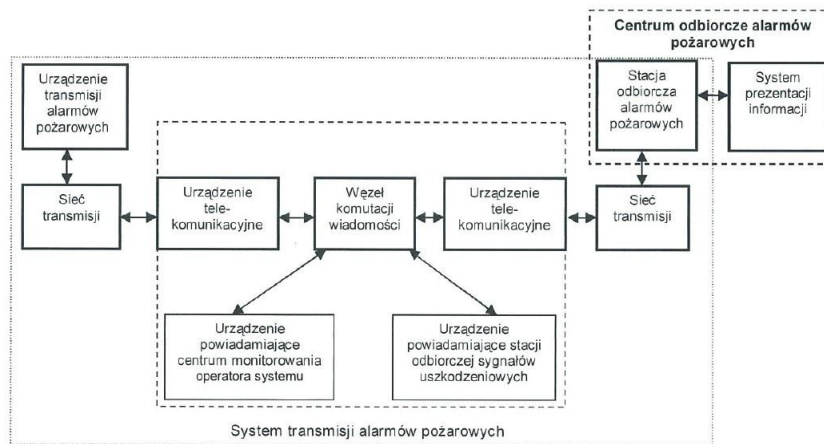 Centrum odbiorcze alarmów
pożarowych
Urządzenie
transmisji
alarmów
pożarowych
Stacja
odbiorcza
alarmów
pożarowych
System
prezentacji
informacji
Sieć
transmisji
Urządzenie
tele-
komunikacyjne
Węzeł
komutacji
wiadomości
Urządzenie
tele-
komunikacyjne
Sieć
transmisji
Urządzenie
powiadamiające
centrum monitorowania
operatora systemu
Urządzenie
powiadamiające stacji
odbiorczej sygnałów
uszkodzeniowych
System transmisji alarmów pożarowych